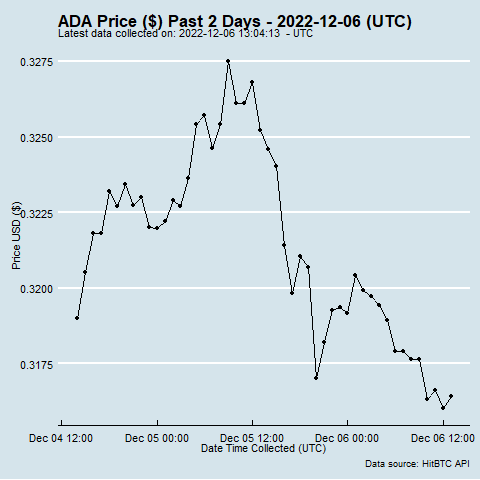 ADA Price ($) Past 2 Days - 2022-12-06 (UTC)
Latest data collected on: 2022-12-06 13:04:13 - UTC
0.3275
0.3250
0.3225
0.3200
0.3175
Price USD ($)
Dec 04 12:00 Dec 05 00:00 Dec 05 12:00 Dec 06 00:00 Dec 06 12:00
Date Time Collected (UTC)
Data source: HitBTC API